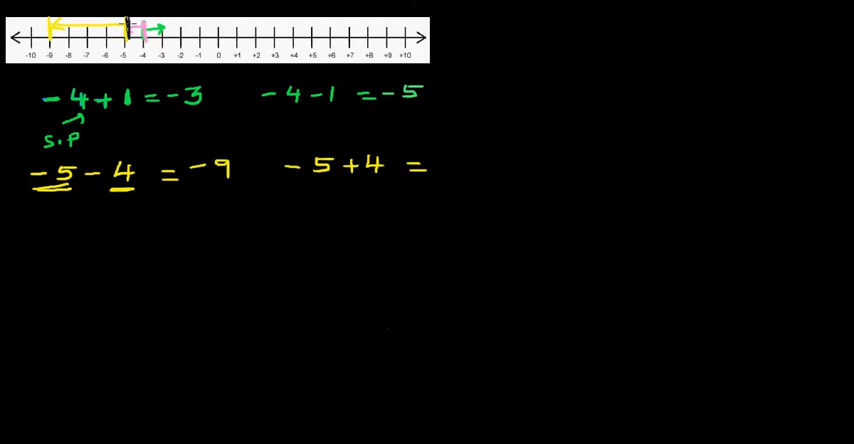 -10 -9 -8 -7 -6 -5 -4 -3 -2 -1 0 +1 +2 +3 +4 +5 +6 +7 +8 +9 +10
-4+1=-3 -4-1=-5
S.P
-5-4=-9 -5+4=